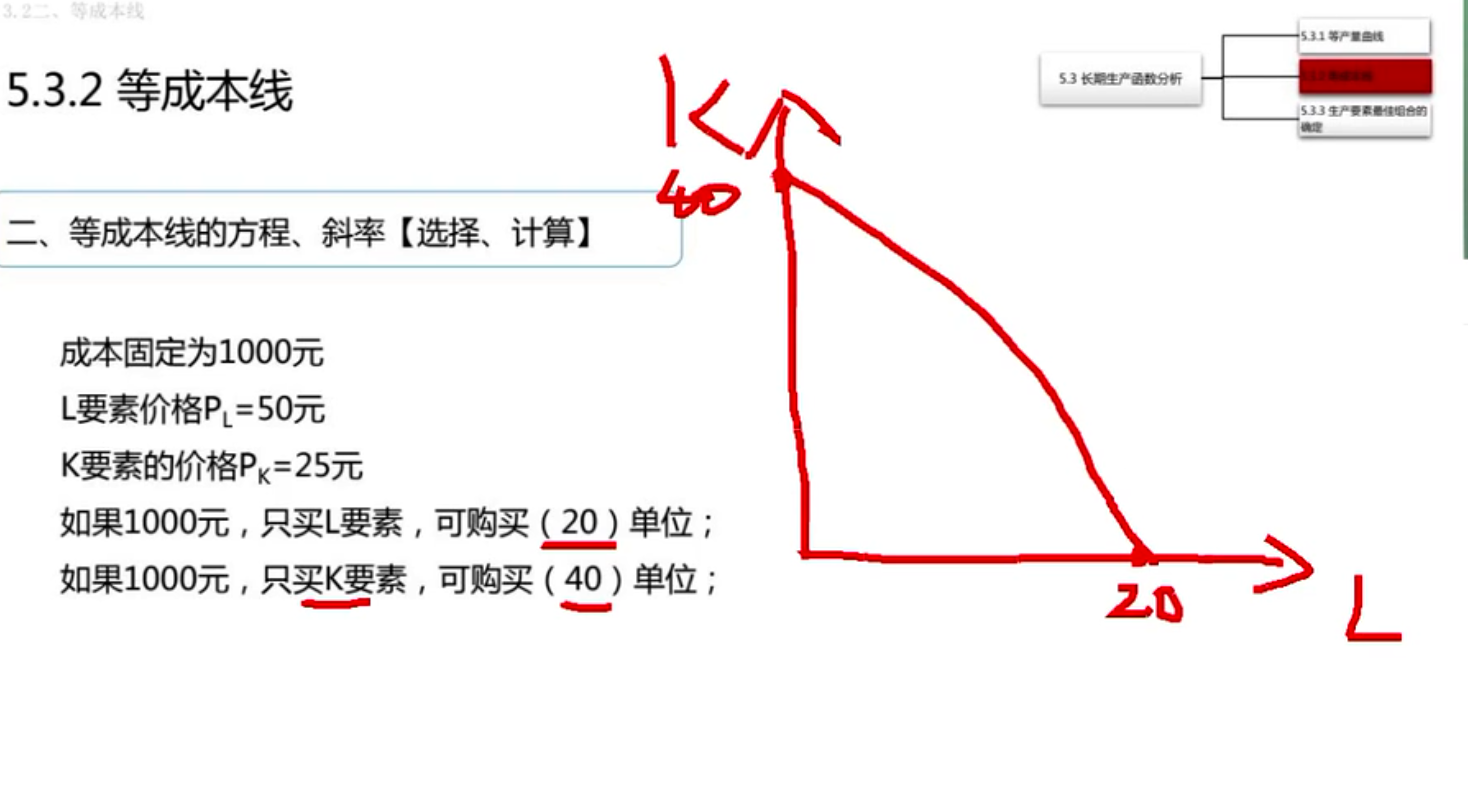 3.2二、等成本线
5.3.2 等成本线
5.3 长期生产函数分析
5.3.1 等产量曲线
5.3.3 生产要素最佳组合的
确定
K
40
二、等成本线的方程、斜率【选择、计算】
成本固定为1000元
L要素价格PL=50元
K要素的价格PK=25元
如果1000元，只买L要素，可购买（20）单位；
如果1000元，只买K要素，可购买（40）单位；
20
L